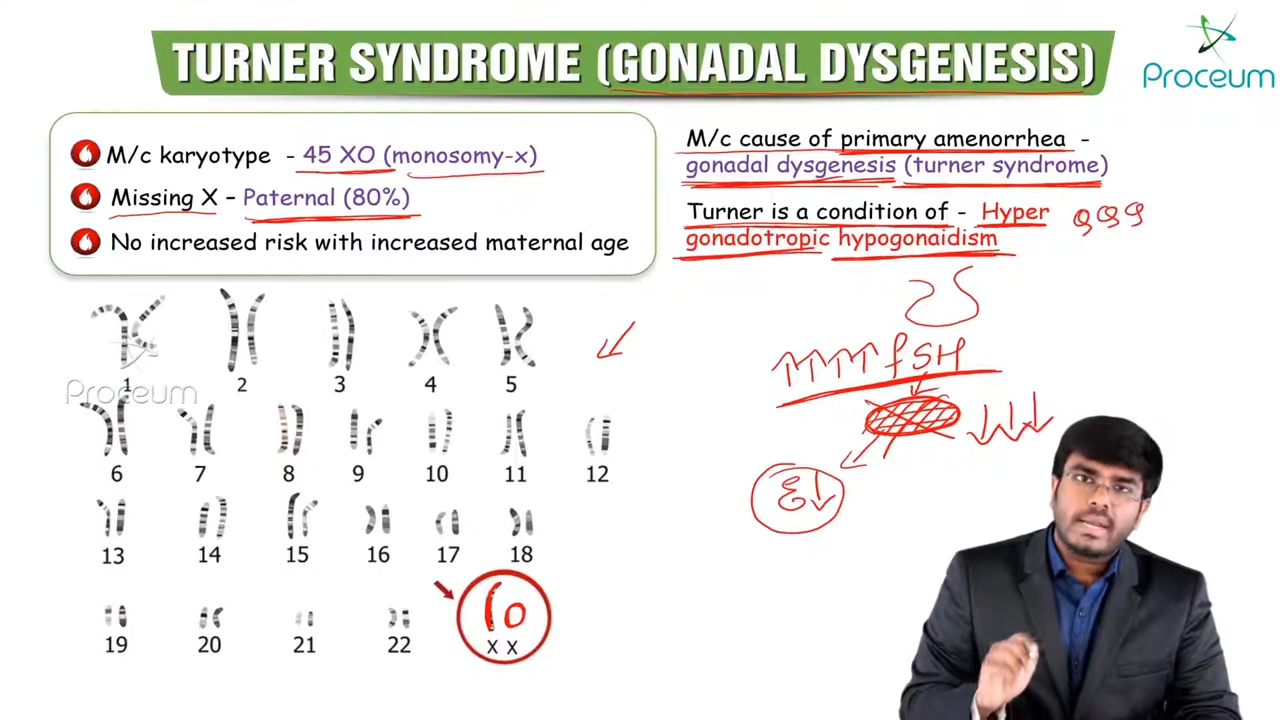 TURNER SYNDROME (GONADAL DYSGENESIS)
Proceum
M/c karyotype - 45 XO (monosomy-x)
Missing X – Paternal (80%)
No increased risk with increased maternal age
M/c cause of primary amenorrhea -
gonadal dysgenesis (turner syndrome)
Turner is a condition of - Hyper
gonadotropic hypogonaidism
↑↑↑↑ FSH
↓↓↓
E↓
1 2 3 4 5
Proceum
6 7 8 9 10 11 12
13 14 15 16 17 18
19 20 21 22
O
X X